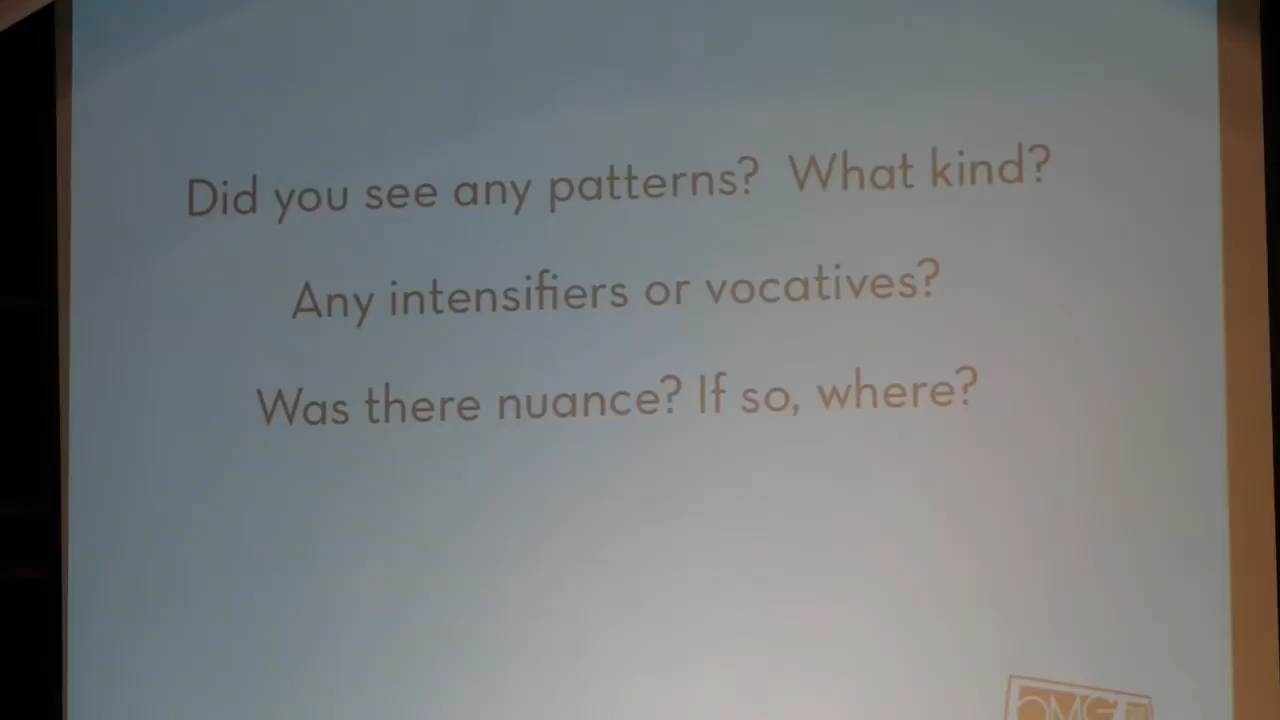 Did you see any patterns? What kind?
Any intensifiers or vocatives?
Was there nuance? If so, where?